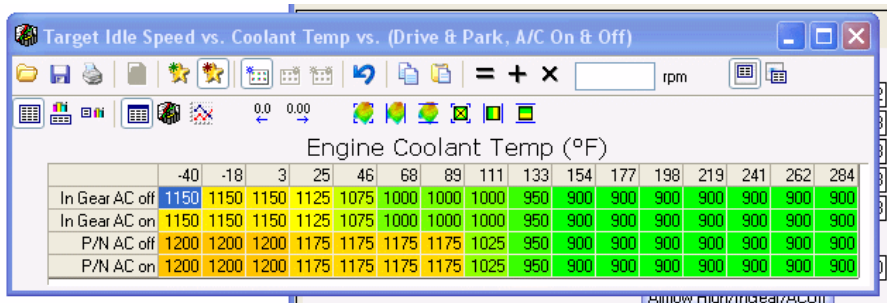 Target Idle Speed vs. Coolant Temp vs. (Drive & Park, A/C On & Off)
rpm
0.0 0.00
Engine Coolant Temp (°F)
-40 -18 3 25 46 68 89 111 133 154 177 198 219 241 262 284
In Gear AC off 1150 1150 1150 1125 1075 1000 1000 1000 950 900 900 900 900 900 900 900
In Gear AC on 1150 1150 1150 1125 1075 1000 1000 1000 950 900 900 900 900 900 900 900
P/N AC off 1200 1200 1200 1175 1175 1175 1175 1025 950 900 900 900 900 900 900 900
P/N AC on 1200 1200 1200 1175 1175 1175 1175 1025 950 900 900 900 900 900 900 900